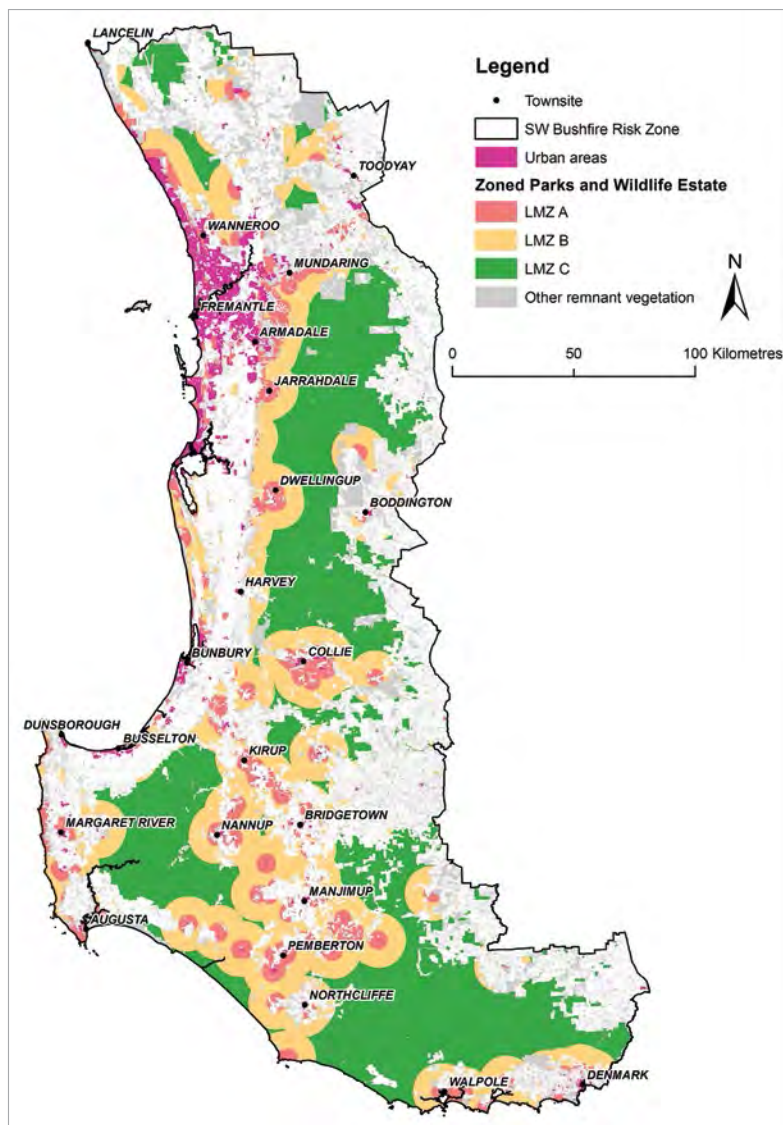 LANCELIN
Legend
Townsite
SW Bushfire Risk Zone
Urban areas
Zoned Parks and Wildlife Estate
LMZ A
LMZ B
LMZ C
Other remnant vegetation
N
0 50 100 Kilometres
TOODYAY
WANNEROO
MUNDARING
FREMANTLE
ARMADALE
JARRAHDALE
DWELLINGUP
BODDINGTON
HARVEY
BUNBURY
COLLIE
DUNSBOROUGH
BUSSELTON
KIRUP
MARGARET RIVER
NANNUP
BRIDGETOWN
MANJIMUP
AUGUSTA
PEMBERTON
NORTHCLIFFE
WALPOLE
DENMARK